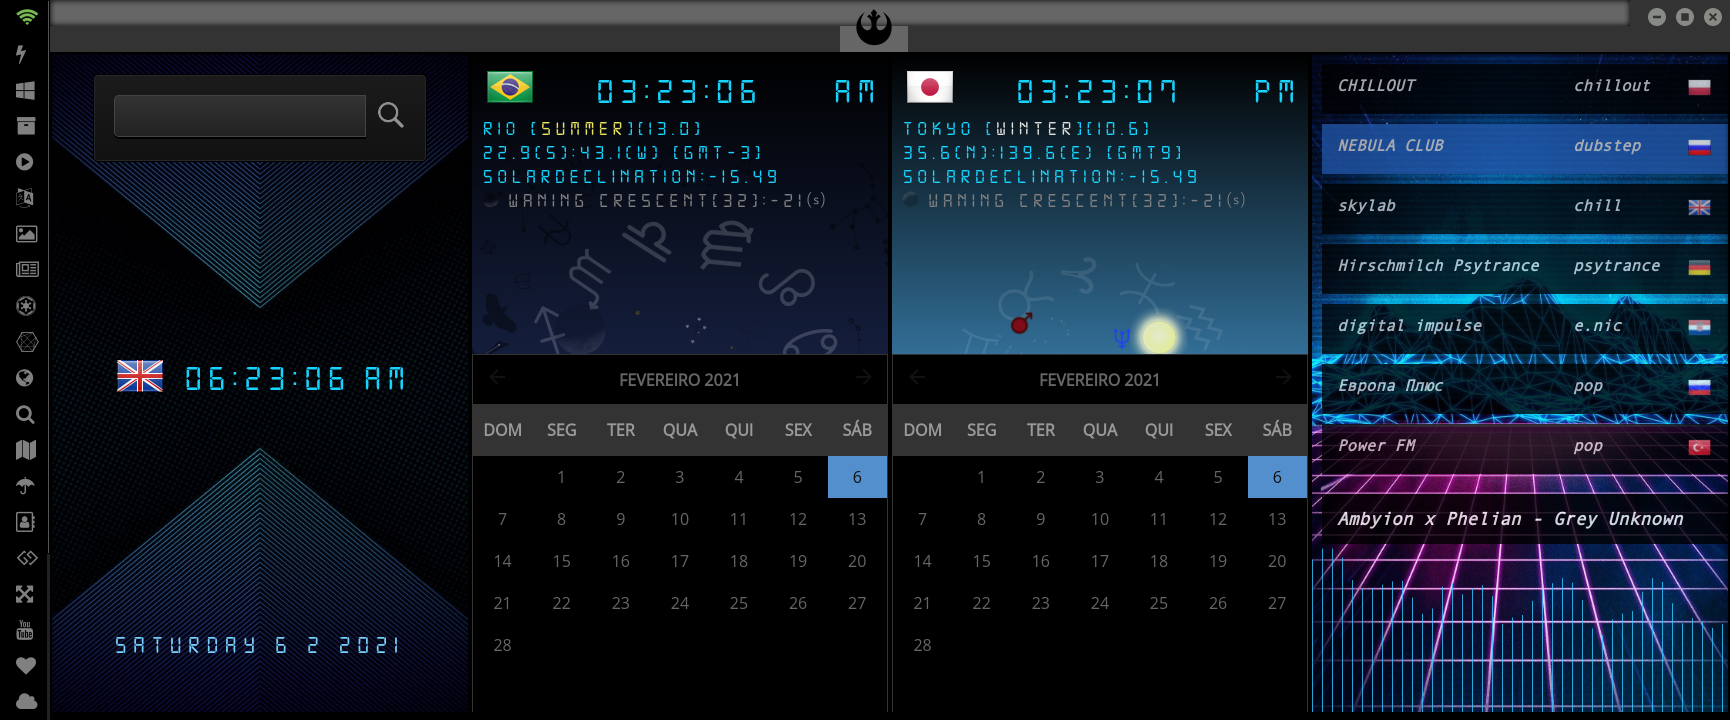 06:23:06 AM
SATURDAY 6 2 2021
03:23:06 AM
RIO [SUMMER][13.0]
22.9(S):43.1(W) [GMT-3]
SOLARDECLINATION:-15.49
WANING CRESCENT[32]:-21(s)
FEVEREIRO 2021
DOM SEG TER QUA QUI SEX SÁB
1 2 3 4 5 6
7 8 9 10 11 12 13
14 15 16 17 18 19 20
21 22 23 24 25 26 27
28
03:23:07 PM
TOKYO [WINTER][10.6]
35.6(N):139.6(E) [GMT9]
SOLARDECLINATION:-15.49
WANING CRESCENT[32]:-21(s)
FEVEREIRO 2021
DOM SEG TER QUA QUI SEX SÁB
1 2 3 4 5 6
7 8 9 10 11 12 13
14 15 16 17 18 19 20
21 22 23 24 25 26 27
28
CHILLOUT chillout
NEBULA CLUB dubstep
skylab chill
Hirschmilch Psytrance psytrance
digital impulse e.nic
Европа Плюс pop
Power FM pop
Ambyion x Phelian - Grey Unknown
You Tube